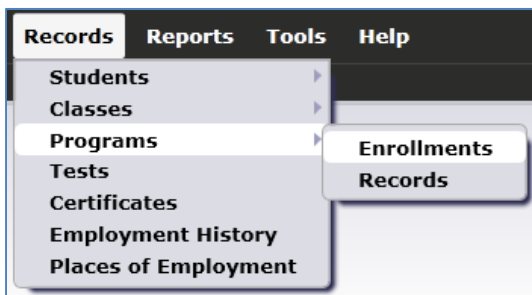 Records Reports Tools Help
Students
Classes
Programs
Enrollments
Tests
Records
Certificates
Employment History
Places of Employment